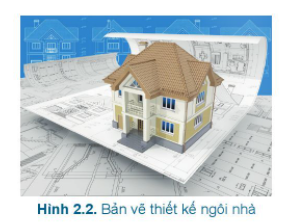 Hình 2.2. Bản vẽ thiết kế ngôi nhà